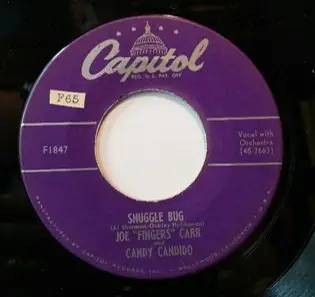 Capitol
REG. U.S. PAT. OFF.
F65
F1847
Vocal with
Orchestra
(45-7663)
SNUGGLE BUG
JOE "FINGERS" CARR
and
CANDY CANDIDO